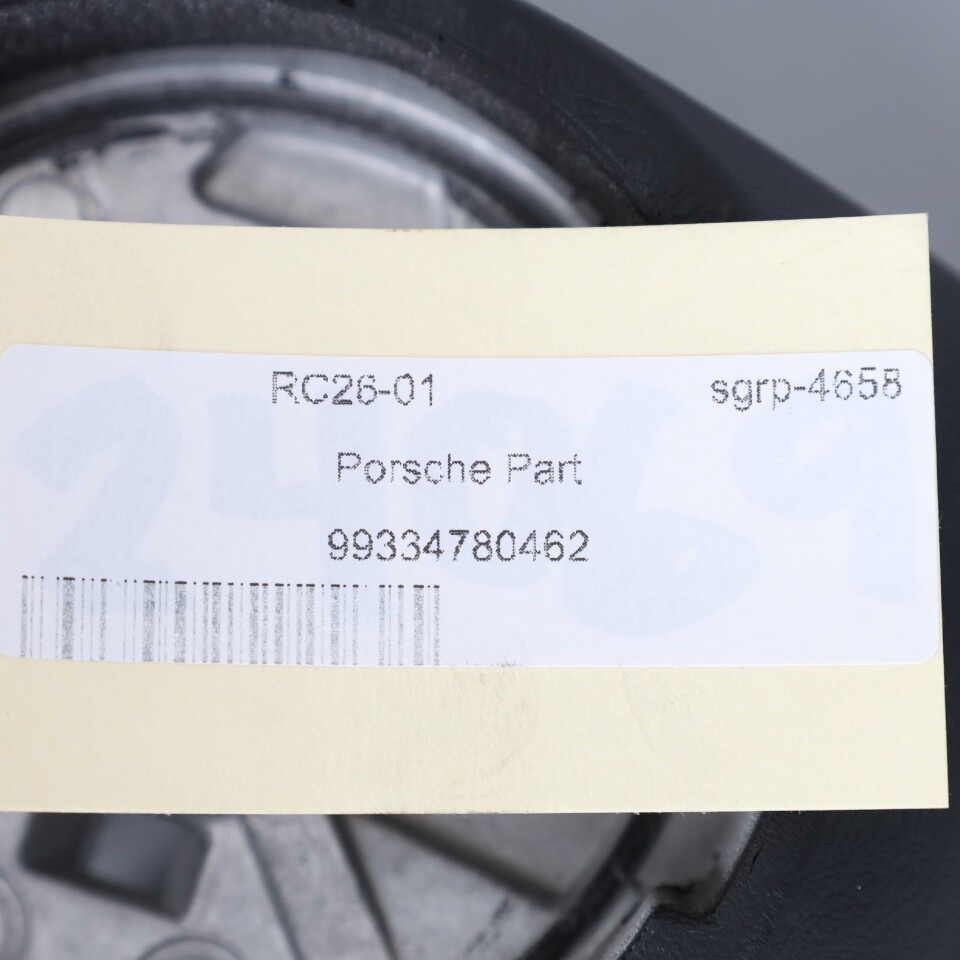 RC26-01 sgrp-4658
Porsche Part
99334780462